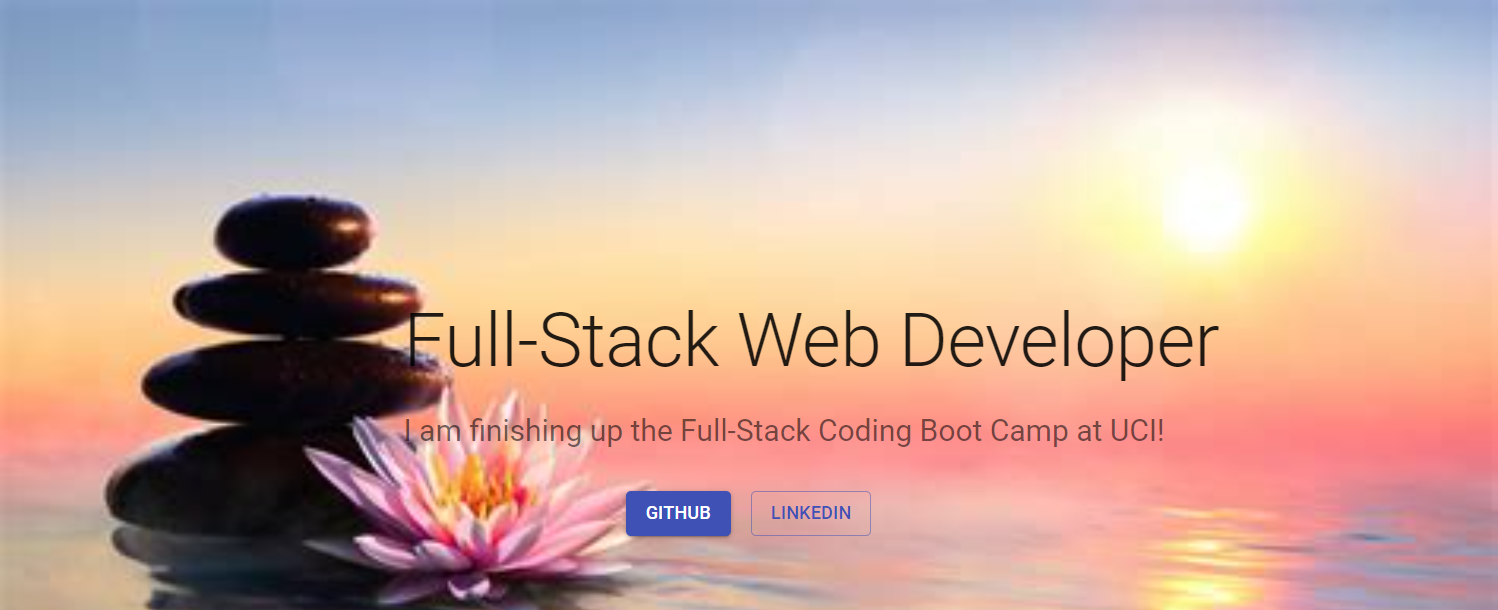 Full-Stack Web Developer
I am finishing up the Full-Stack Coding Boot Camp at UCI!
GITHUB LINKEDIN